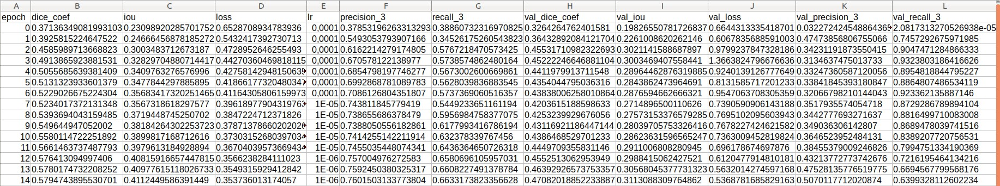 A B C D E F G H I J K L
epoch dice_coef iou loss lr precision_3 recall_3 val_dice_coef val_iou val_loss val_precision_3 val_recall_3
0 0.37136349081993103 0.23098920285701752 0.6528708934783936 0,0001 0.37853196263313293 0.38860732316970825 0.3264264762401581 0.19826550781726837 0.6644313335418701 0.032272424548864365 2.0817313270526938e-05
1 0.3925815224647522 0.24666456878185272 0.5432417392730713 0,0001 0.5493053793907166 0.34526175260543823 0.36432892084121704 0.2261008620262146 0.6067835688591003 0.47473856806755066 0.7457292675971985
2 0.4585989713668823 0.3003483712673187 0.4728952646255493 0,0001 0.6162214279174805 0.5767218470573425 0.45531710982322693 0.3021141588687897 0.9799237847328186 0.34231191873550415 0.9047471284866333
3 0.4913865923881531 0.32829704880714417 0.44270360469818115 0,0001 0.670578122138977 0.5738574862480164 0.45222246646881104 0.3003469407558441 1.3663824796676636 0.3134637475013733 0.9323803186416626
4 0.5055685639381409 0.3409763276576996 0.4275814294815063 0,0001 0.6854798197746277 0.5673002600669861 0.4411979913711548 0.28964462876319885 0.9240139126777649 0.33247360587120056 0.8954818844795227
5 0.5131323933601379 0.3477844297885895 0.4186617732048034 0,0001 0.6992868781089783 0.5628039836883545 0.4354044795036316 0.2843862473964691 0.8131585717201233 0.33841845393180847 0.8864807486534119
6 0.5229026675224304 0.35683417320251465 0.41164305806159973 0,0001 0.7086126804351807 0.5737369060516357 0.43838006258010864 0.2876594662666321 0.9547063708305359 0.32066798210144043 0.923362135887146
7 0.5234017372131348 0.3567318618297577 0.3961897790431976 1E-05 0.743811845779419 0.5449233651161194 0.4203615188598633 0.2714896500110626 0.7390590906143188 0.3517935574054718 0.8729286789894104
8 0.5393694043159485 0.3719448745250702 0.3847224712371826 1E-05 0.738655686378479 0.5956984758377075 0.4253239929676056 0.27573153376579285 0.7695102095603943 0.3442777693271637 0.8816499710083008
9 0.549644947052002 0.38184264302253723 0.3787137866020202 1E-05 0.7388050556182861 0.6177993416786194 0.43116921186447144 0.28039705753326416 0.7678227424621582 0.349036306142807 0.8689478039741516
10 0.5580114722251892 0.38998171687126​16 0.3730315268039703 1E-05 0.7414255142211914 0.632378339767456 0.4386468529701233 0.28623631596565247 0.7363009452819824 0.3646523952484131 0.8389207720756531
11 0.5661463737487793 0.3979613184928894 0.3670403957366943 1E-05 0.7455035448074341 0.6436364650726318 0.4449709355831146 0.2911006808280945 0.696178674697876 0.38455379009246826 0.7994751334190369
12 0.576413094997406 0.40815916657447815 0.3566238284111023 1E-06 0.757004976272583 0.6580696105957031 0.4552513062953949 0.2988415062427521 0.6120477914810181 0.43213772773742676 0.7216195464134216
13 0.5780174732208252 0.40977615118026733 0.3549315929412842 1E-06 0.7592450380325317 0.6608227491378784 0.46392926573753357 0.30568045377731323 0.5632014274597168 0.47528135776519775 0.6694567799568176
14 0.5794743895530701 0.4112449586391449 0.353736013174057 1E-06 0.7601503133773804 0.6633173823356628 0.47082018852233887 0.3113088309764862 0.5368781685829163 0.5070117712020874 0.6399328112602234